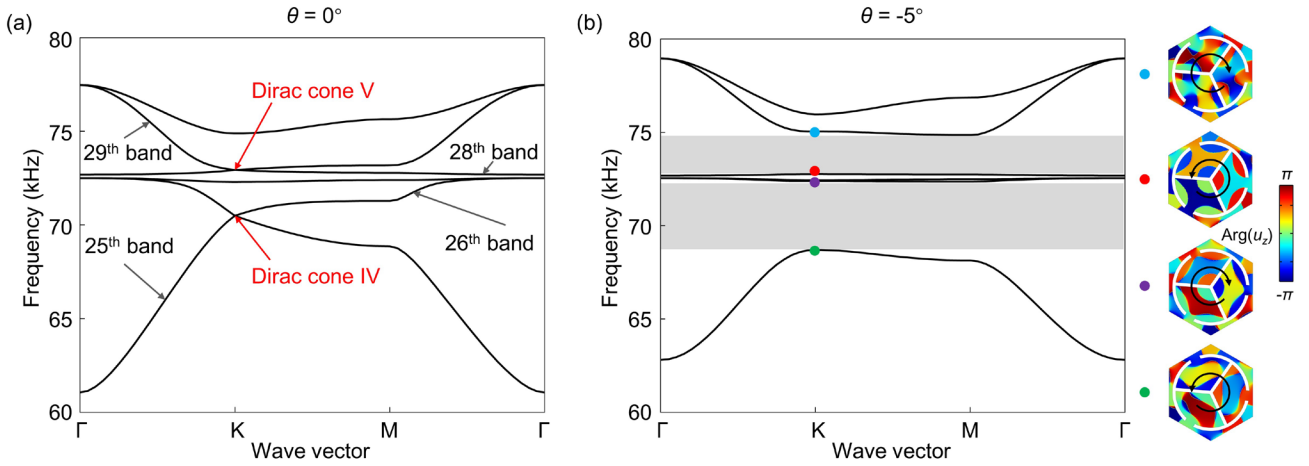 (a)
θ = 0°
80
75
70
65
60
Frequency (kHz)
Dirac cone V
29th band
28th band
25th band
26th band
Dirac cone IV
Γ
K
M
Γ
Wave vector
(b)
θ = -5°
80
75
70
65
60
Frequency (kHz)
Γ
K
M
Γ
Wave vector
π
Arg(uz)
-π